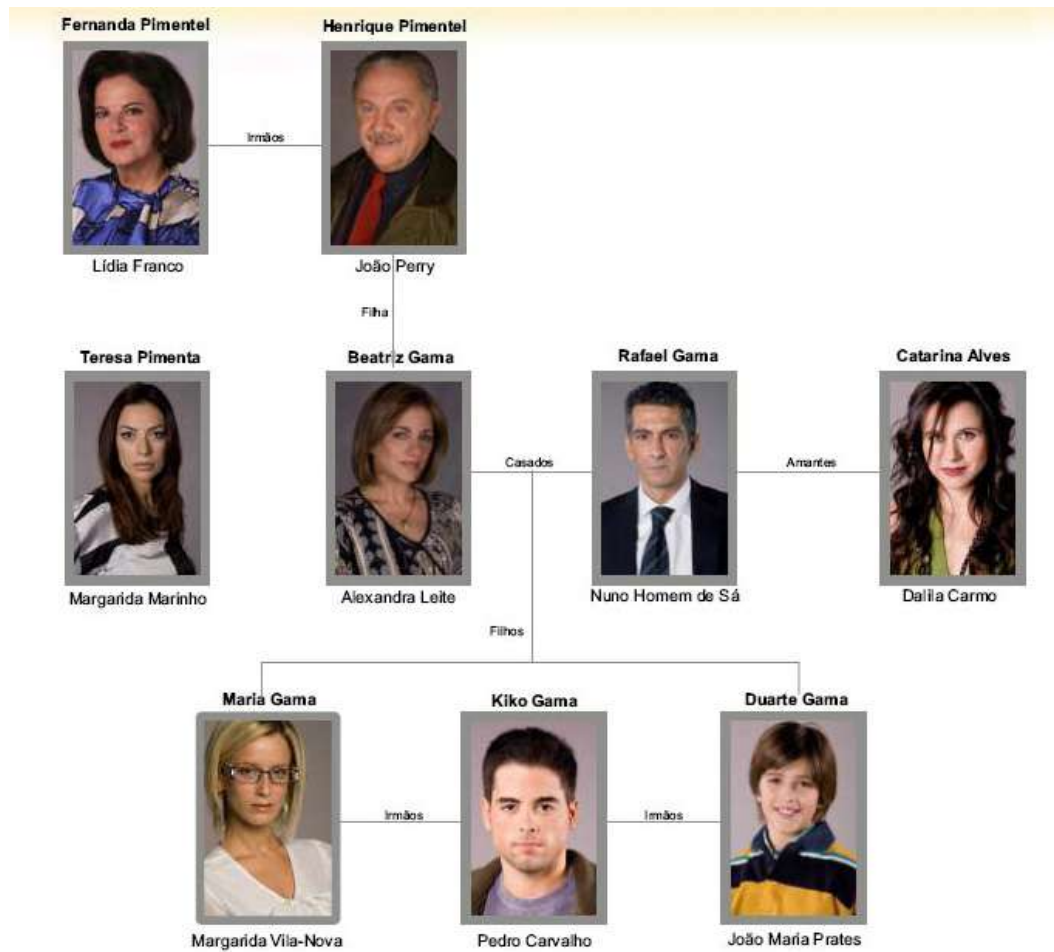 Fernanda Pimentel
Henrique Pimentel
Irmãos
Lídia Franco
João Perry
Filha
Teresa Pimenta
Beatriz Gama
Rafael Gama
Catarina Alves
Casados
Amantes
Margarida Marinho
Alexandra Leite
Nuno Homem de Sá
Dalila Carmo
Filhos
Maria Gama
Kiko Gama
Duarte Gama
Irmãos
Irmãos
Margarida Vila-Nova
Pedro Carvalho
João Maria Prates